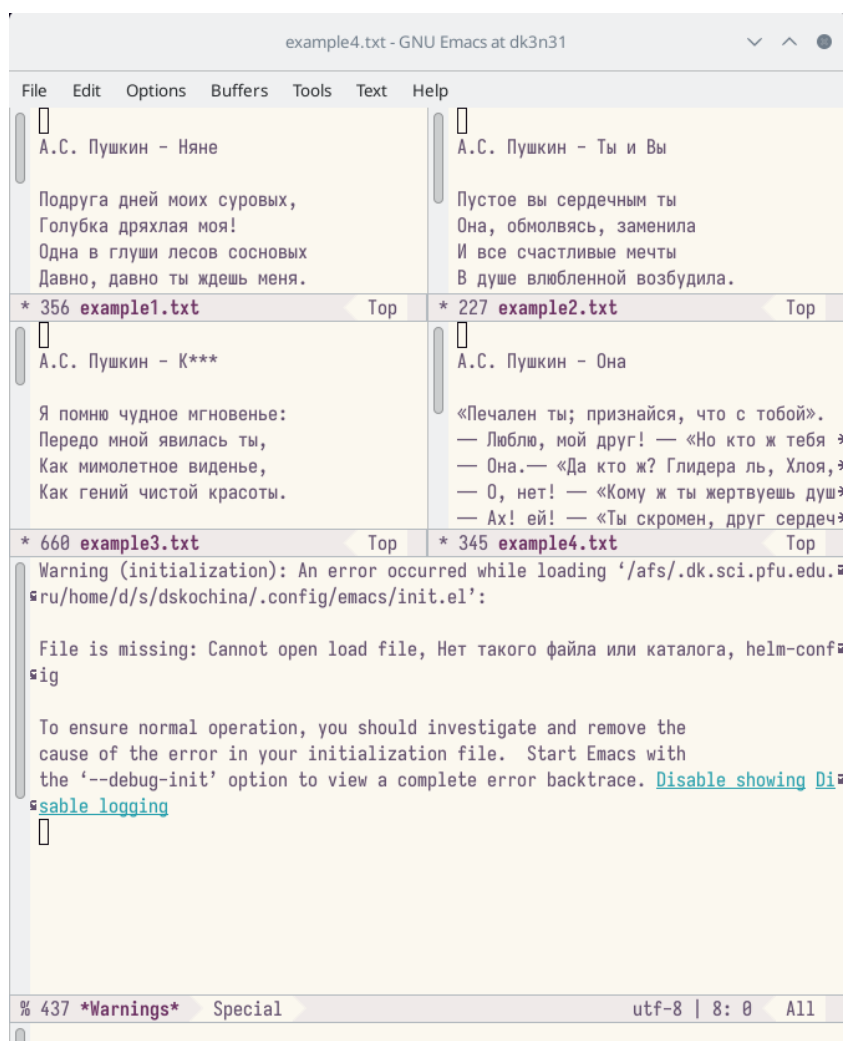 example4.txt - GNU Emacs at dk3n31
File Edit Options Buffers Tools Text Help
А.С. Пушкин - Няне
Подруга дней моих суровых,
Голубка дряхлая моя!
Одна в глуши лесов сосновых
Давно, давно ты ждешь меня.
* 356 example1.txt Top
А.С. Пушкин - Ты и Вы
Пустое вы сердечным ты
Она, обмолвясь, заменила
И все счастливые мечты
В душе влюбленной возбудила.
* 227 example2.txt Top
А.С. Пушкин - К***
Я помню чудное мгновенье:
Передо мной явилась ты,
Как мимолетное виденье,
Как гений чистой красоты.
* 660 example3.txt Top
А.С. Пушкин - Она
«Печален ты; признайся, что с тобой».
— Люблю, мой друг! — «Но кто ж тебя
— Она.— «Да кто ж? Глидера ль, Хлоя,
— О, нет! — «Кому ж ты жертвуешь душ
— Ах! ей! — «Ты скромен, друг сердеч
* 345 example4.txt Top
Warning (initialization): An error occurred while loading ‘/afs/.dk.sci.pfu.edu.
ru/home/d/s/dskochina/.config/emacs/init.el’:
File is missing: Cannot open load file, Нет такого файла или каталога, helm-conf
ig
To ensure normal operation, you should investigate and remove the
cause of the error in your initialization file.  Start Emacs with
the ‘--debug-init’ option to view a complete error backtrace. Disable showing Di
sable logging
% 437 *Warnings* Special utf-8 | 8: 0 All